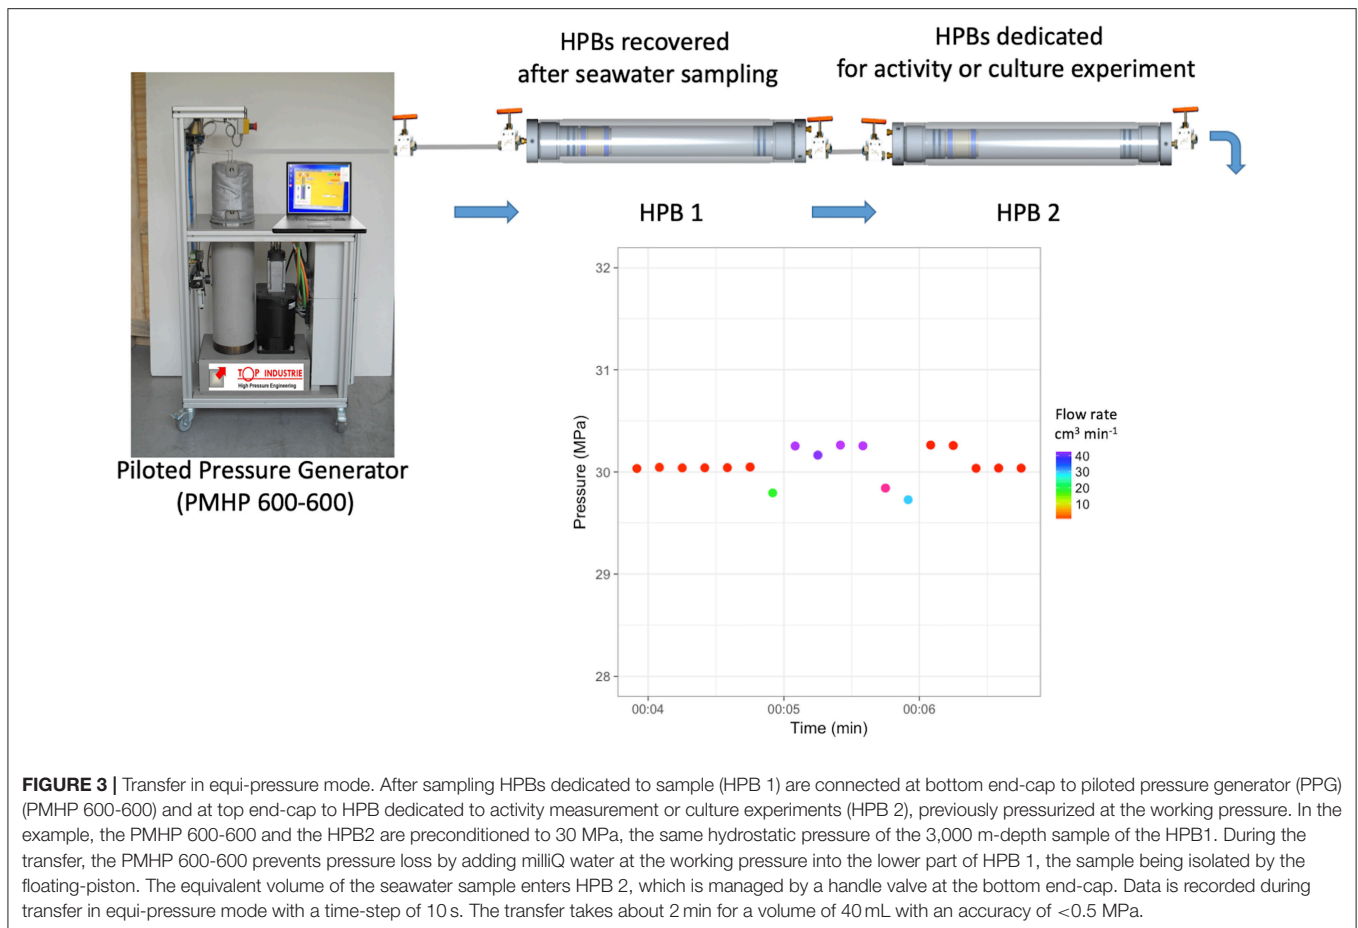 HPBs recovered
after seawater sampling
HPBs dedicated
for activity or culture experiment
HPB 1
HPB 2
TOP INDUSTRIE
High Pressure Engineering
Piloted Pressure Generator
(PMHP 600-600)
32
31
30
29
28
Pressure (MPa)
00:04
00:05
00:06
Time (min)
Flow rate
cm³ min⁻¹
40
30
20
10
FIGURE 3 | Transfer in equi-pressure mode. After sampling HPBs dedicated to sample (HPB 1) are connected at bottom end-cap to piloted pressure generator (PPG)
(PMHP 600-600) and at top end-cap to HPB dedicated to activity measurement or culture experiments (HPB 2), previously pressurized at the working pressure. In the
example, the PMHP 600-600 and the HPB2 are preconditioned to 30 MPa, the same hydrostatic pressure of the 3,000 m-depth sample of the HPB1. During the
transfer, the PMHP 600-600 prevents pressure loss by adding milliQ water at the working pressure into the lower part of HPB 1, the sample being isolated by the
floating-piston. The equivalent volume of the seawater sample enters HPB 2, which is managed by a handle valve at the bottom end-cap. Data is recorded during
transfer in equi-pressure mode with a time-step of 10 s. The transfer takes about 2 min for a volume of 40 mL with an accuracy of <0.5 MPa.